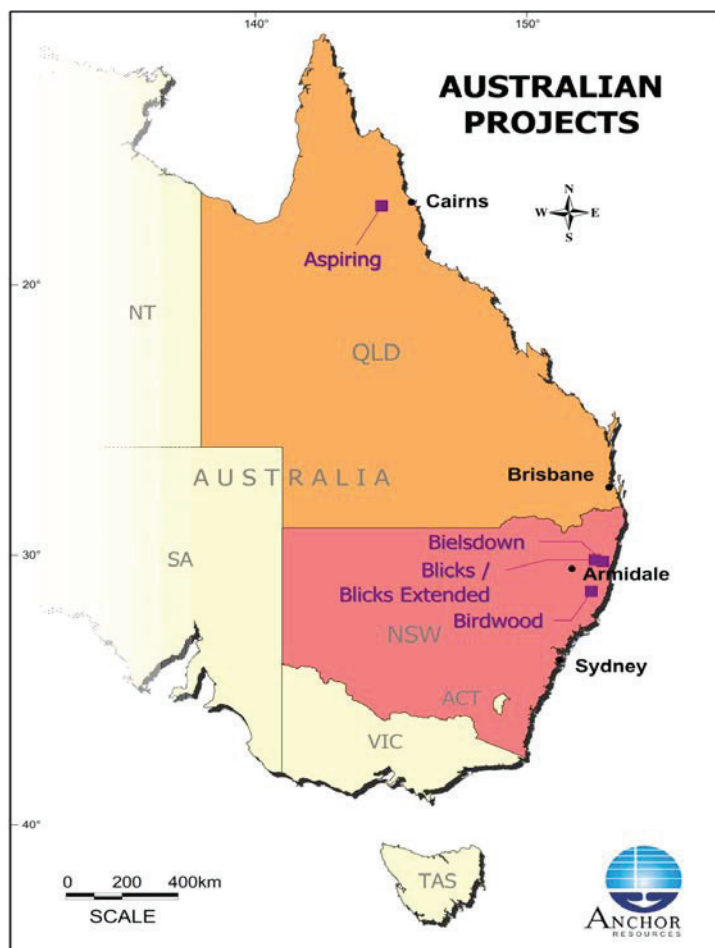 140° 150°
AUSTRALIAN
PROJECTS
N
W E
S
Cairns
Aspiring
20°
NT
QLD
AUSTRALIA
Brisbane
30°
SA
Bielsdown
Blicks /
Armidale
Blicks Extended
Birdwood
NSW
Sydney
ACT
VIC
40°
TAS
0 200 400km
SCALE
ANCHOR
RESOURCES